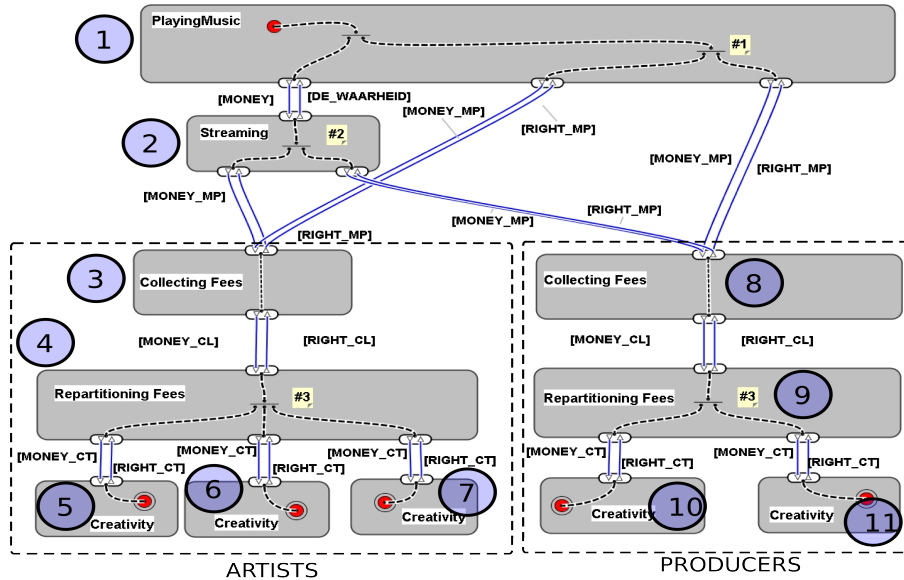 PlayingMusic
1
#1
[MONEY]
[DE_WAARHEID]
[MONEY_MP]
[RIGHT_MP]
Streaming
#2
2
[MONEY_MP]
[RIGHT_MP]
[MONEY_MP]
[RIGHT_MP]
[MONEY_MP]
[RIGHT_MP]
3
Collecting Fees
8
Collecting Fees
4
[MONEY_CL]
[RIGHT_CL]
[MONEY_CL]
[RIGHT_CL]
Repartitioning Fees
#3
Repartitioning Fees
#3
9
[MONEY_CT]
[RIGHT_CT]
[MONEY_CT]
[RIGHT_CT]
[MONEY_CT]
[RIGHT_CT]
[MONEY_CT]
[RIGHT_CT]
[MONEY_CT]
[RIGHT_CT]
5
Creativity
6
Creativity
7
Creativity
10
Creativity
11
Creativity
ARTISTS
PRODUCERS